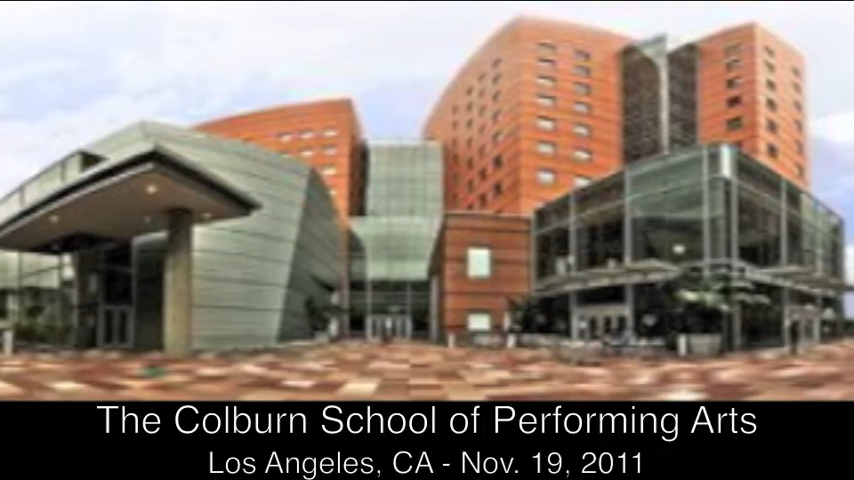 The Colburn School of Performing Arts
Los Angeles, CA - Nov. 19, 2011